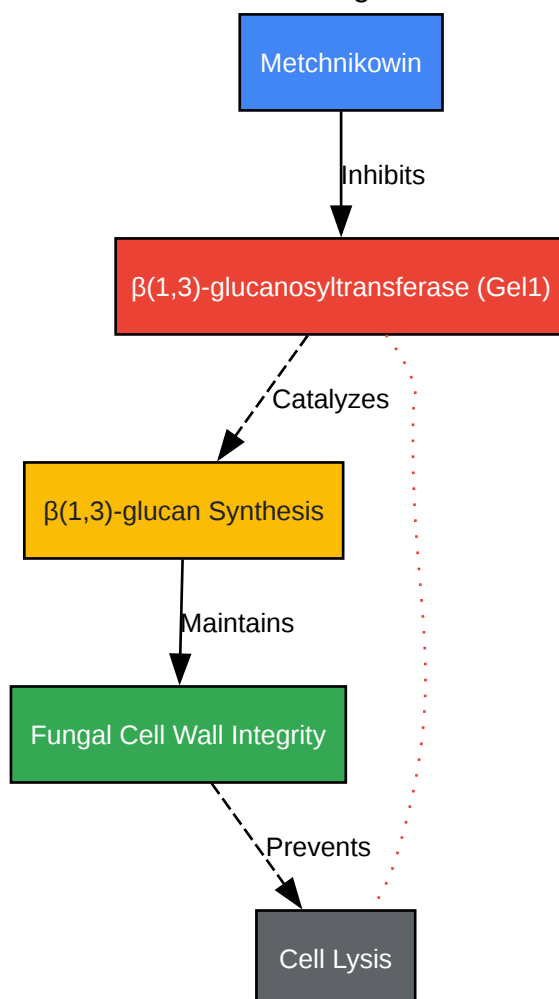 Metchnikowin
Inhibits
β(1,3)-glucanosyltransferase (Gel1)
Catalyzes
β(1,3)-glucan Synthesis
Maintains
Fungal Cell Wall Integrity
Prevents
Cell Lysis